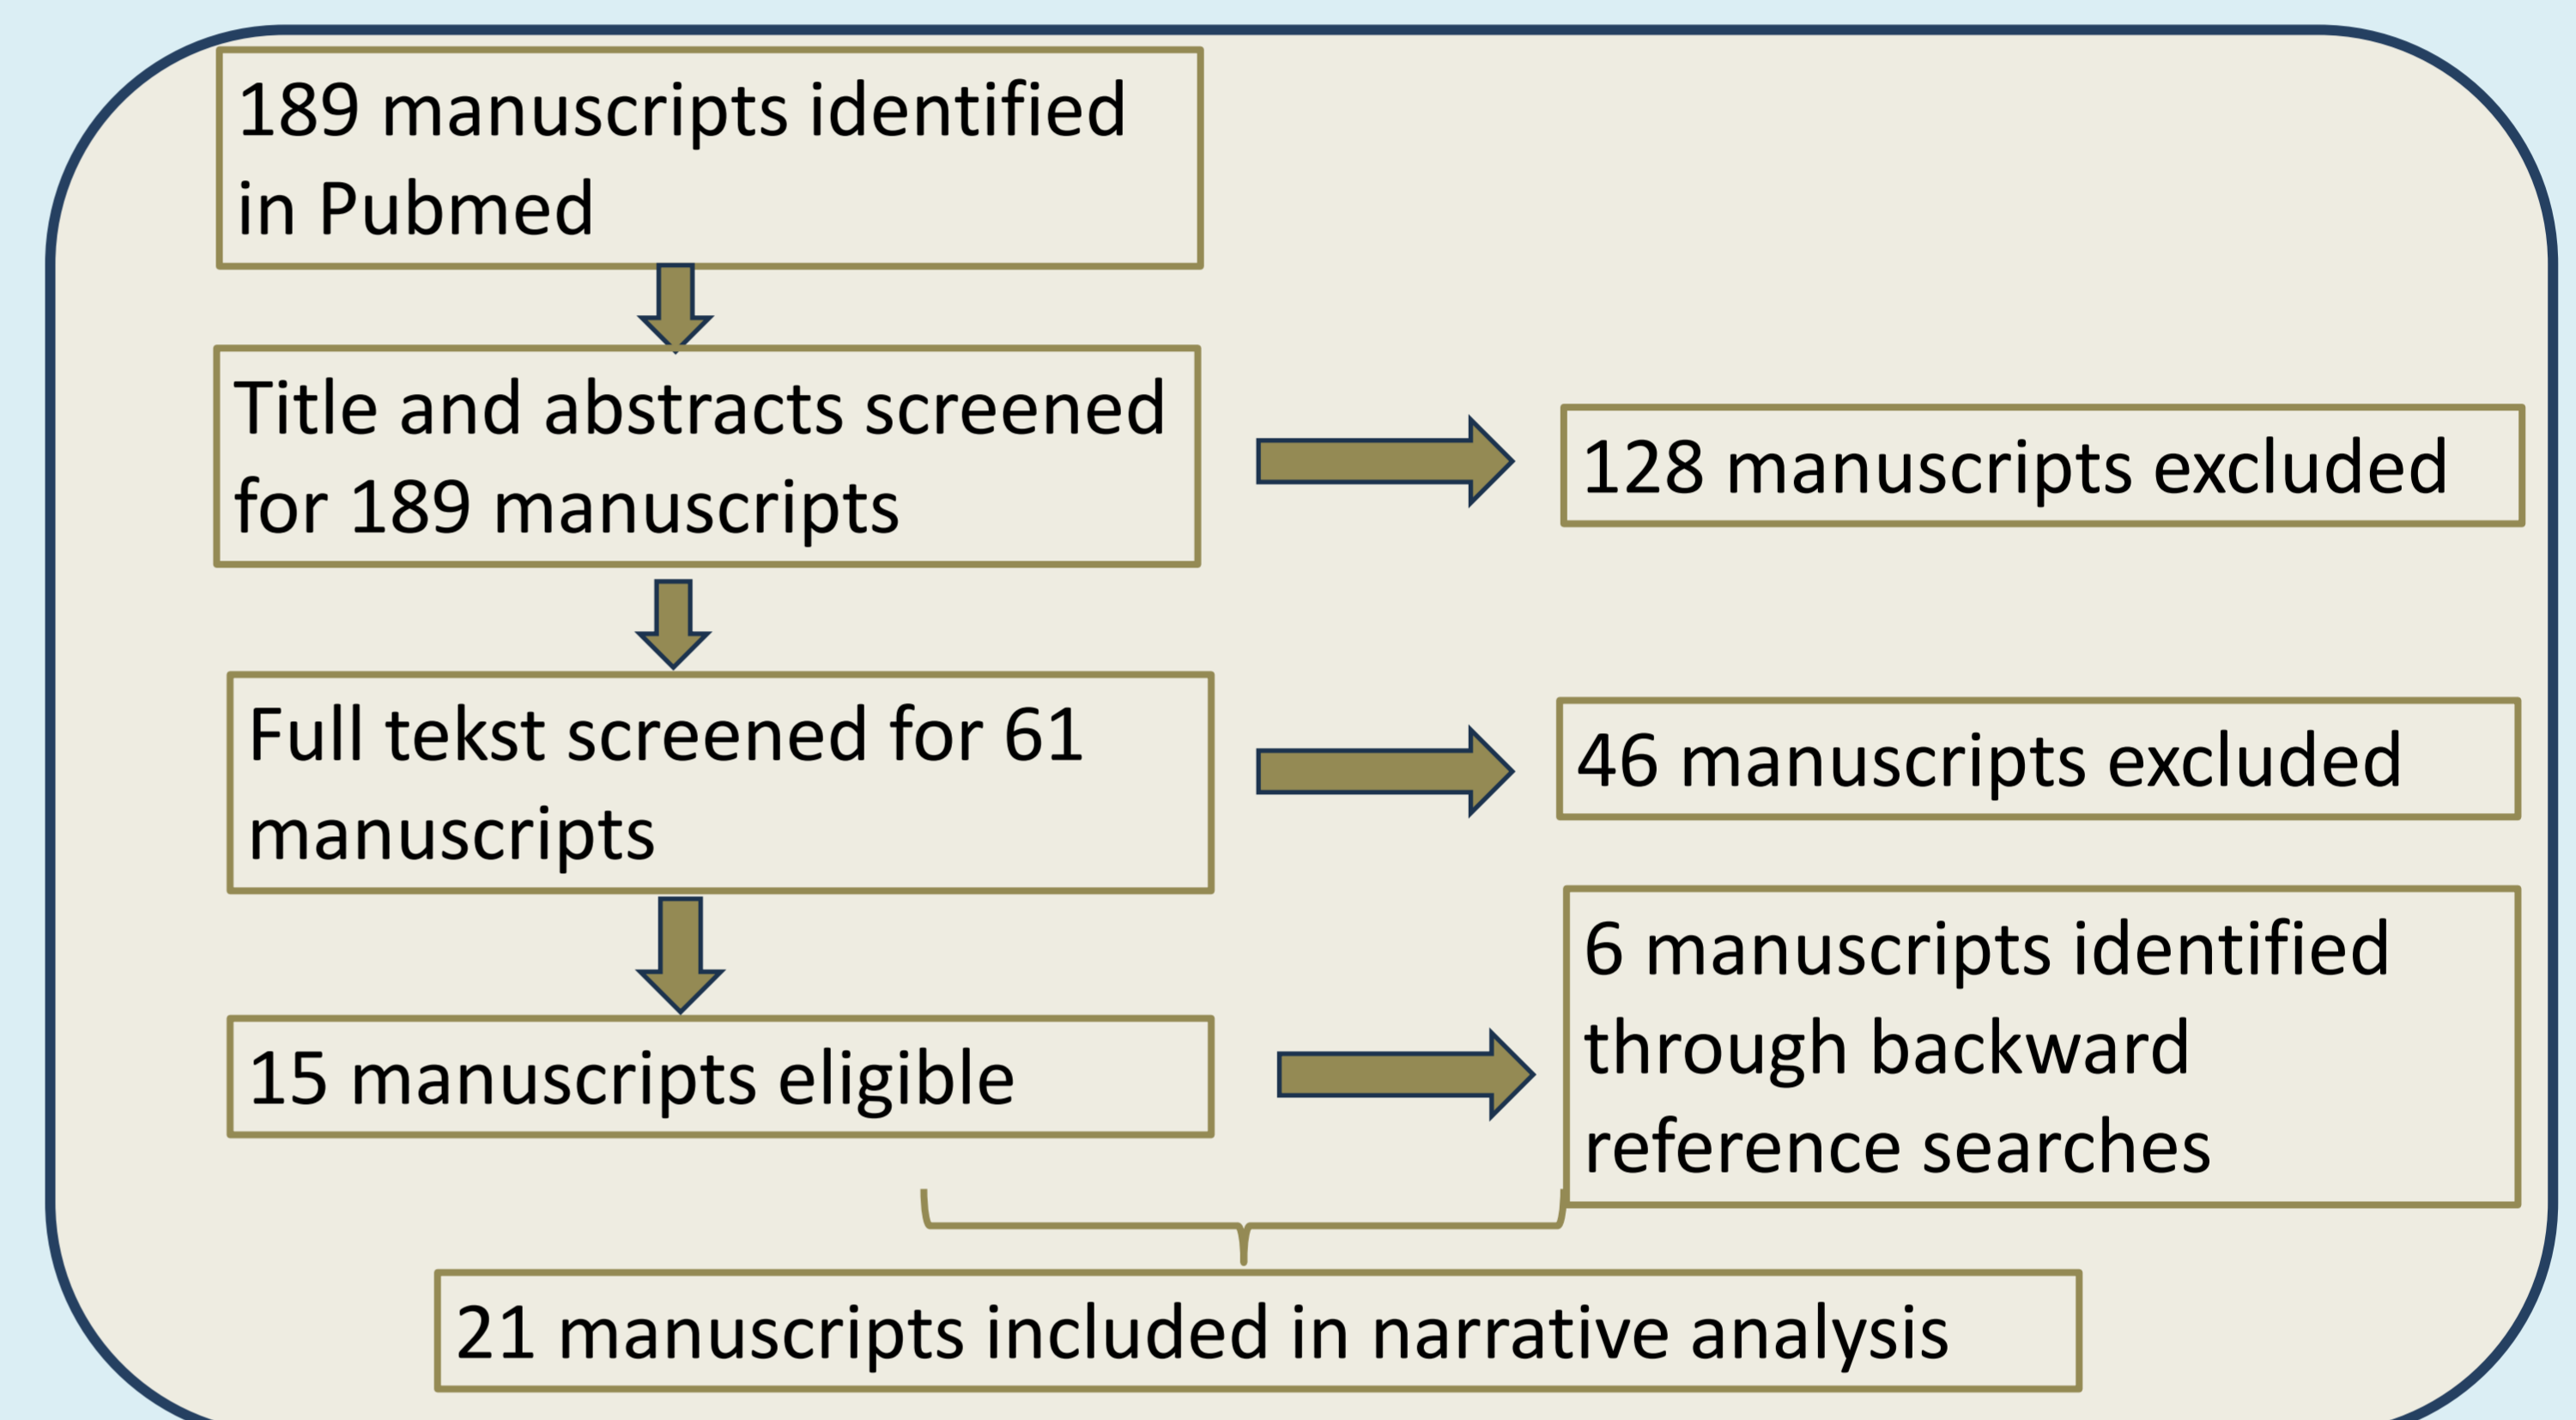 189 manuscripts identified
in Pubmed
Title and abstracts screened
for 189 manuscripts
128 manuscripts excluded
Full tekst screened for 61
manuscripts
46 manuscripts excluded
15 manuscripts eligible
6 manuscripts identified
through backward
reference searches
21 manuscripts included in narrative analysis